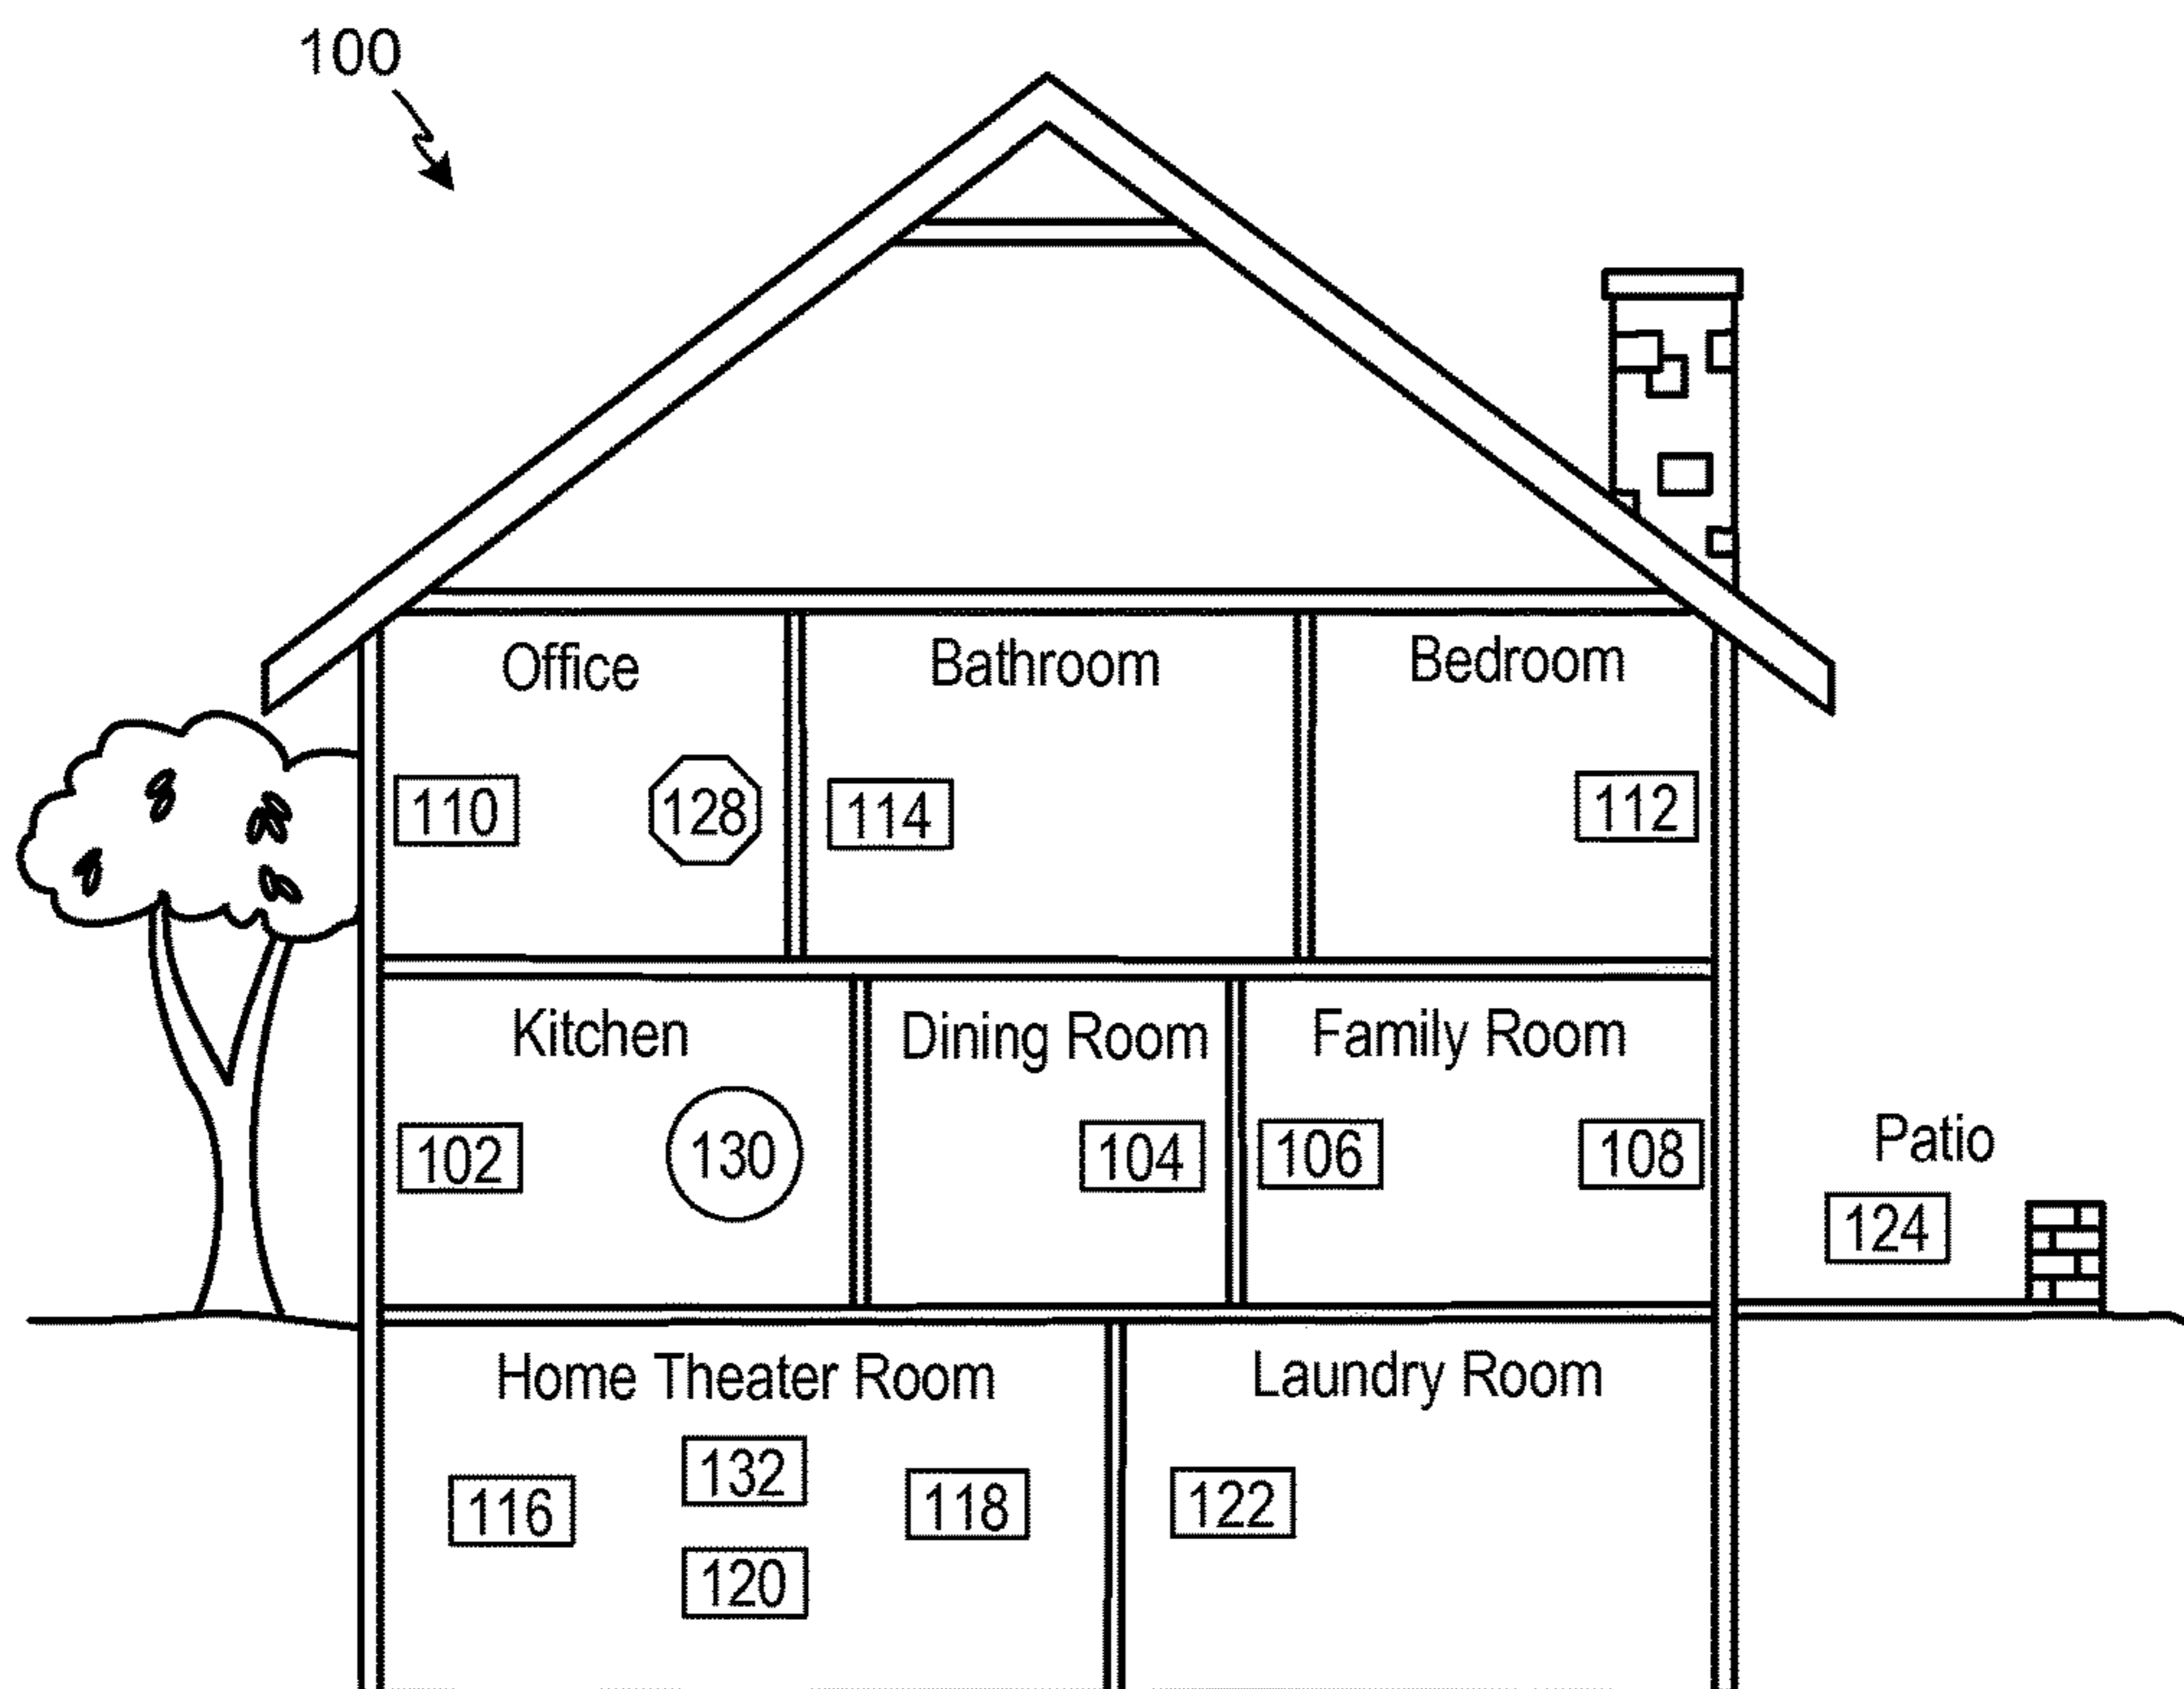 100
Office
Bathroom
Bedroom
110
128
114
112
Kitchen
Dining Room
Family Room
102
130
104
106
108
Patio
124
Home Theater Room
Laundry Room
116
132
118
120
122